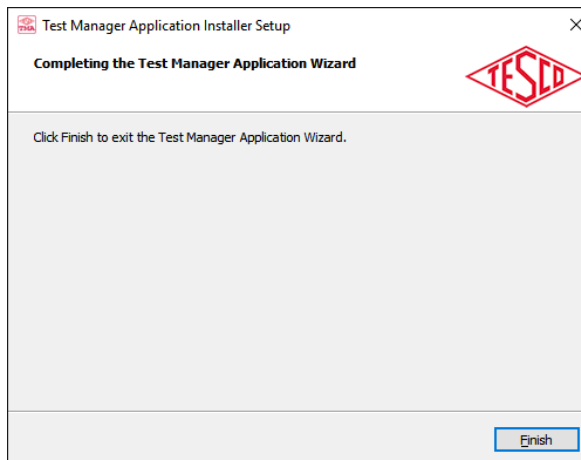 TMA
Test Manager Application Installer Setup
Completing the Test Manager Application Wizard
TESCO
Click Finish to exit the Test Manager Application Wizard.
Finish